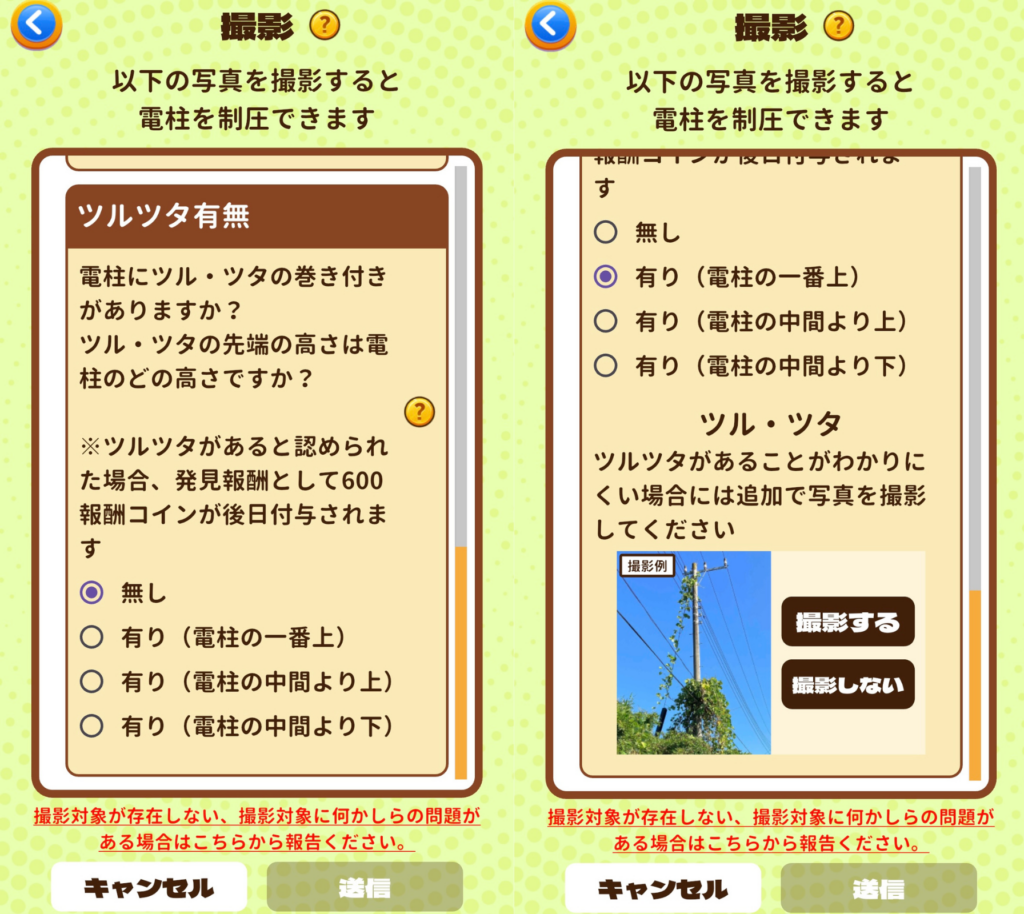 撮影 ?
以下の写真を撮影すると
電柱を制圧できます
ツルツタ有無
電柱にツル・ツタの巻き付き
がありますか？
ツル・ツタの先端の高さは電
柱のどの高さですか？
?
※ツルツタがあると認められ
た場合、発見報酬として600
報酬コインが後日付与されま
す
無し
有り（電柱の一番上）
有り（電柱の中間より上）
有り（電柱の中間より下）
撮影対象が存在しない、撮影対象に何かしらの問題が
ある場合はこちらから報告ください。
キャンセル
送信
撮影 ?
以下の写真を撮影すると
電柱を制圧できます
報酬コインが後日付与されま
す
無し
有り（電柱の一番上）
有り（電柱の中間より上）
有り（電柱の中間より下）
ツル・ツタ
ツルツタがあることがわかりに
くい場合には追加で写真を撮影
してください
撮影例
撮影する
撮影しない
撮影対象が存在しない、撮影対象に何かしらの問題が
ある場合はこちらから報告ください。
キャンセル
送信